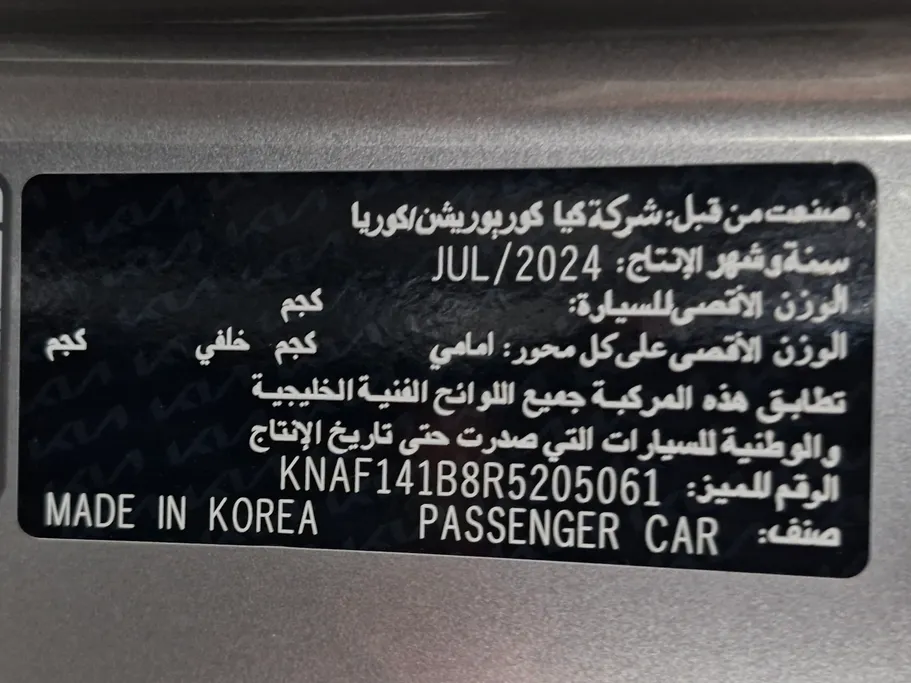 صنعت من قبل: شركة كيا كوربوريشن/كوريا
سنة وشهر الإنتاج: JUL/2024
الوزن الأقصى للسيارة: كجم
الوزن الأقصى على كل محور: امامي كجم خلفي كجم
تطابق هذه المركبة جميع اللوائح الفنية الخليجية
والوطنية للسيارات التي صدرت حتى تاريخ الإنتاج
الرقم المميز: KNAF141B8R5205061
صنف: PASSENGER CAR MADE IN KOREA